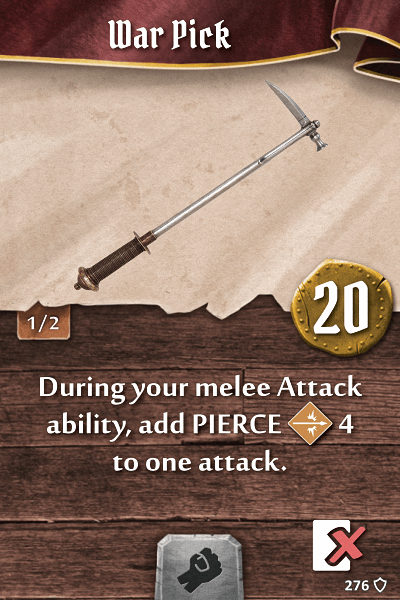 War Pick
1/2
20
During your melee Attack
ability, add PIERCE 4
to one attack.
276